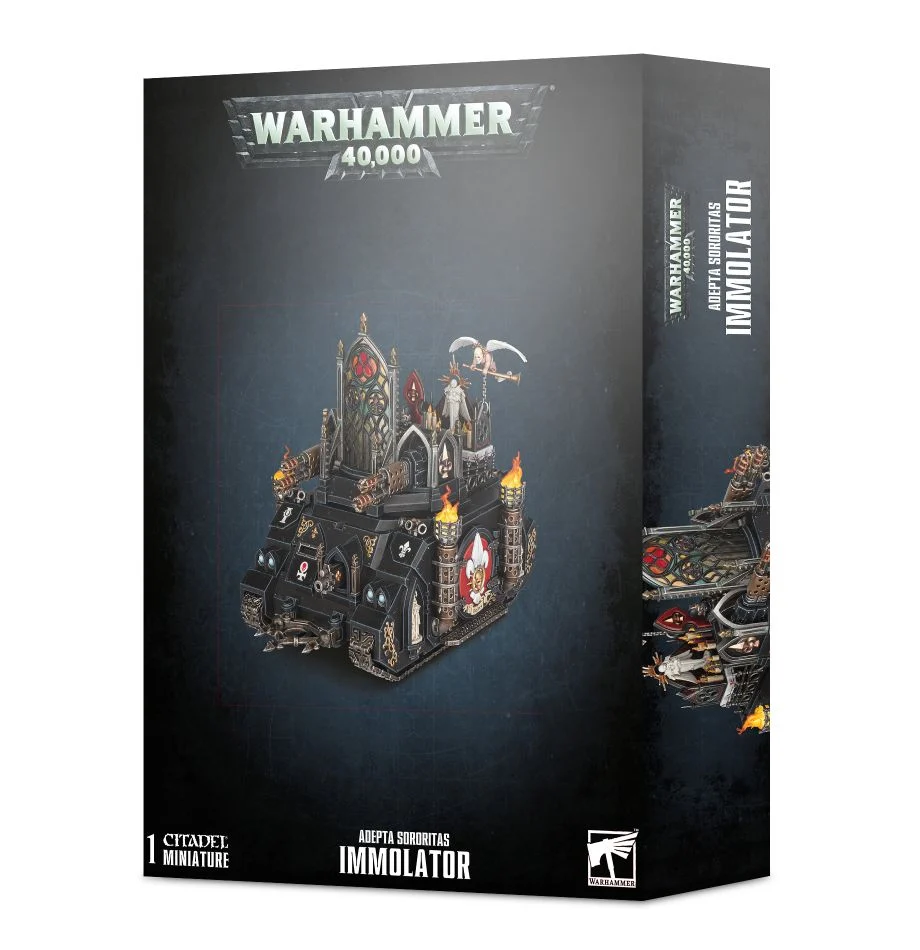 WARHAMMER
40,000
1 CITADEL
MINIATURE
ADEPTA SORORITAS
IMMOLATOR
WARHAMMER
WARHAMMER
40,000
ADEPTA SORORITAS
IMMOLATOR